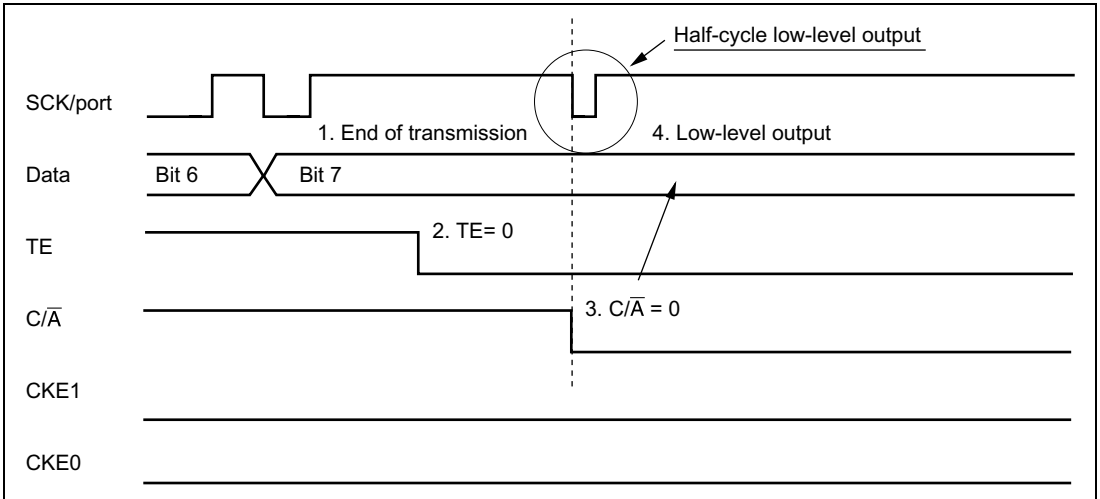 Half-cycle low-level output
SCK/port
1. End of transmission
4. Low-level output
Data
Bit 6
Bit 7
TE
2. TE= 0
C/A̅
3. C/A̅ = 0
CKE1
CKE0